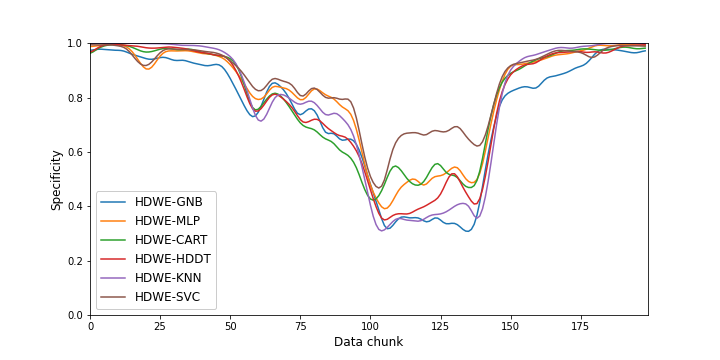 1.0
0.8
0.6
0.4
0.2
0.0
Specificity
HDWE-GNB
HDWE-MLP
HDWE-CART
HDWE-HDDT
HDWE-KNN
HDWE-SVC
0 25 50 75 100 125 150 175
Data chunk